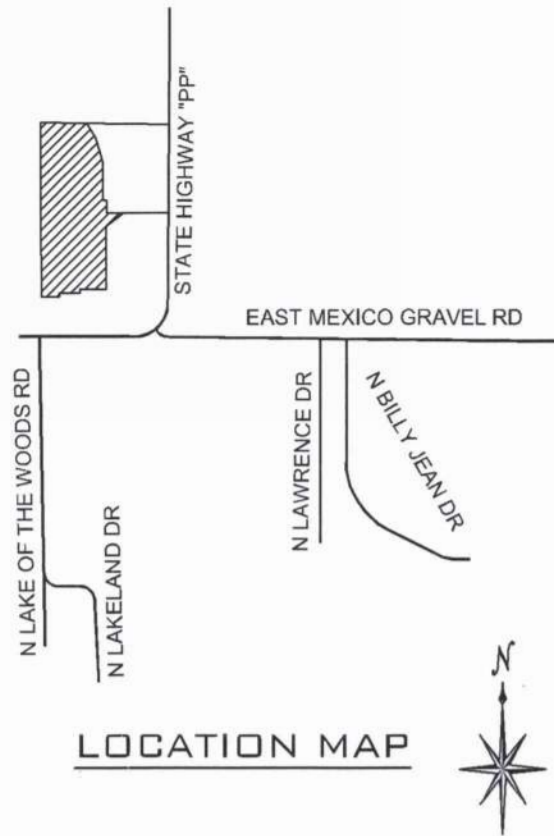 STATE HIGHWAY "PP"
EAST MEXICO GRAVEL RD
N LAKE OF THE WOODS RD
N LAKELAND DR
N LAWRENCE DR
N BILLY JEAN DR
N
LOCATION MAP